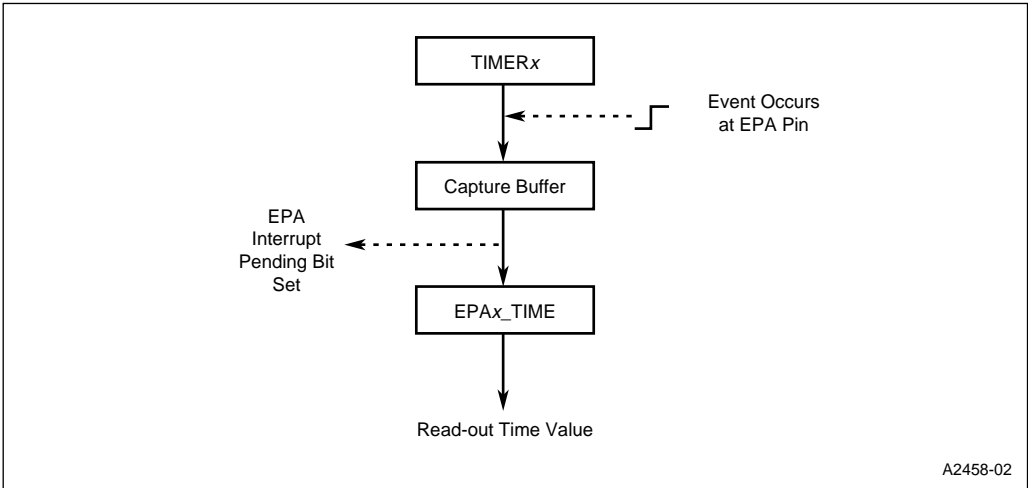 TIMERx
Event Occurs
at EPA Pin
Capture Buffer
EPA
Interrupt
Pending Bit
Set
EPAx_TIME
Read-out Time Value
A2458-02